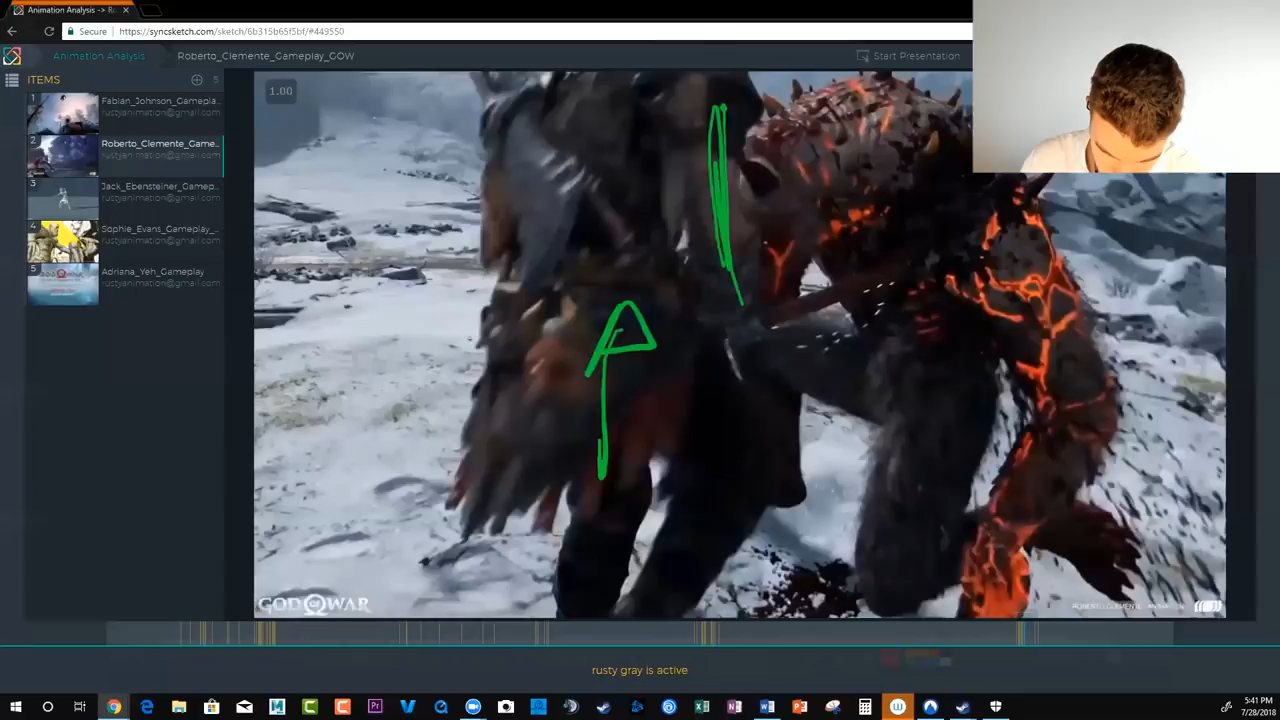 Animation Analysis -> R
Secure
https://syncsketch.com/sketch/6b315b65f5bf/#449550
Animation Analysis
Roberto_Clemente_Gameplay_GOW
Start Presentation
ITEMS
5
1.00
1
Fabian_Johnson_Gamepla...
rustyanimation@gmail.com
2
Roberto_Clemente_Game...
rustyanimation@gmail.com
3
Jack_Ebensteiner_Gamep...
rustyanimation@gmail.com
4
Sophie_Evans_Gameplay_...
rustyanimation@gmail.com
5
Adriana_Yeh_Gameplay
rustyanimation@gmail.com
GOD OF WAR
rusty gray is active
5:41 PM
7/28/2018